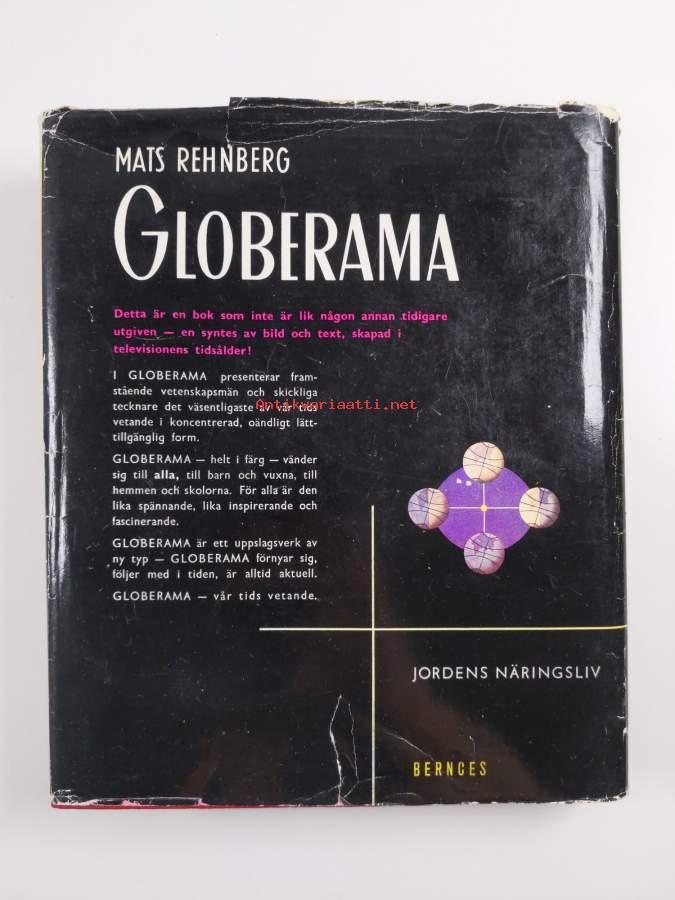 MATS REHNBERG
GLOBERAMA
Detta är en bok som inte är lik någon annan tidigare
utgiven — en syntes av bild och text, skapad i
televisionens tidsålder!
I GLOBERAMA presenterar fram-
stående vetenskapsmän och skickliga
tecknare det väsentligaste av vår tids
vetande i koncentrerad, oändligt lätt-
tillgänglig form.
Antikvariaatti.net
GLOBERAMA — helt i färg — vänder
sig till alla, till barn och vuxna, till
hemmen och skolorna. För alla är den
lika spännande, lika inspirerande och
fascinerande.
GLOBERAMA är ett uppslagsverk av
ny typ — GLOBERAMA förnyar sig,
följer med i tiden, är alltid aktuell.
GLOBERAMA — vår tids vetande.
JORDENS NÄRINGSLIV
BERNCES